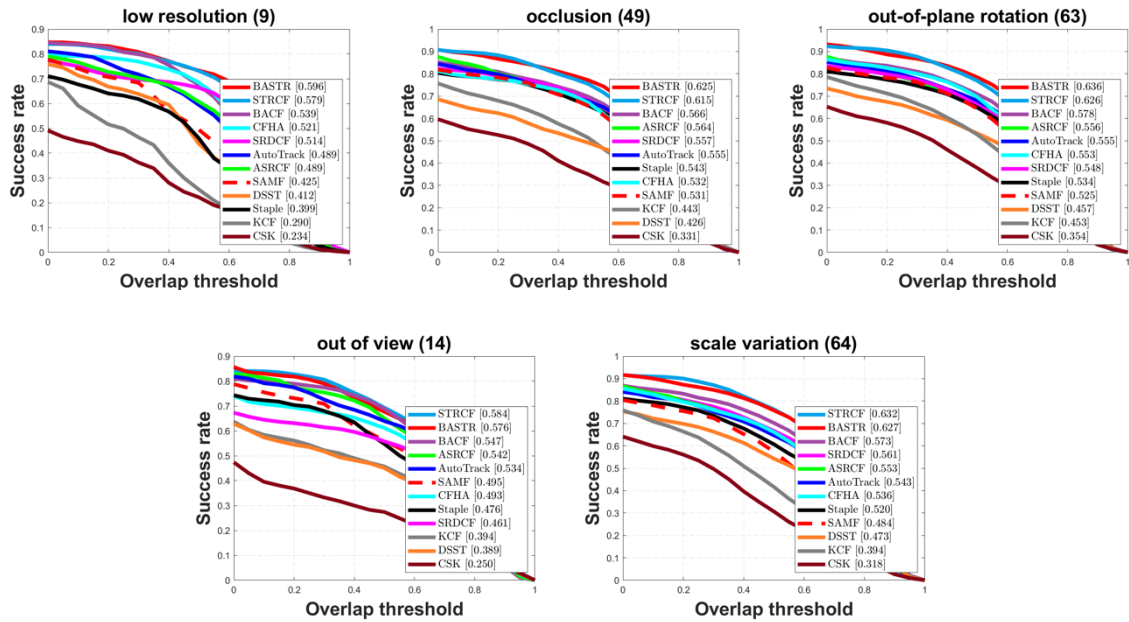 low resolution (9)
0.9
0.8
0.7
0.6
0.5
0.4
0.3
0.2
0.1
0
Success rate
BASTR [0.596]
STRCF [0.579]
BACF [0.539]
CFHA [0.521]
SRDCF [0.514]
AutoTrack [0.489]
ASRCF [0.489]
SAMF [0.425]
DSST [0.412]
Staple [0.399]
KCF [0.290]
CSK [0.234]
0 0.2 0.4 0.6 0.8 1
Overlap threshold
occlusion (49)
1
0.9
0.8
0.7
0.6
0.5
0.4
0.3
0.2
0.1
0
Success rate
BASTR [0.625]
STRCF [0.615]
BACF [0.566]
ASRCF [0.564]
SRDCF [0.557]
AutoTrack [0.555]
Staple [0.543]
CFHA [0.532]
SAMF [0.531]
KCF [0.443]
DSST [0.426]
CSK [0.331]
0 0.2 0.4 0.6 0.8 1
Overlap threshold
out-of-plane rotation (63)
1
0.9
0.8
0.7
0.6
0.5
0.4
0.3
0.2
0.1
0
Success rate
BASTR [0.636]
STRCF [0.626]
BACF [0.578]
ASRCF [0.556]
AutoTrack [0.555]
CFHA [0.553]
SRDCF [0.548]
Staple [0.534]
SAMF [0.525]
DSST [0.457]
KCF [0.453]
CSK [0.354]
0 0.2 0.4 0.6 0.8 1
Overlap threshold
out of view (14)
0.9
0.8
0.7
0.6
0.5
0.4
0.3
0.2
0.1
0
Success rate
STRCF [0.584]
BASTR [0.576]
BACF [0.547]
ASRCF [0.542]
AutoTrack [0.534]
SAMF [0.495]
CFHA [0.493]
Staple [0.476]
SRDCF [0.461]
KCF [0.394]
DSST [0.389]
CSK [0.250]
0 0.2 0.4 0.6 0.8 1
Overlap threshold
scale variation (64)
1
0.9
0.8
0.7
0.6
0.5
0.4
0.3
0.2
0.1
0
Success rate
STRCF [0.632]
BASTR [0.627]
BACF [0.573]
SRDCF [0.561]
ASRCF [0.553]
AutoTrack [0.543]
CFHA [0.536]
Staple [0.520]
SAMF [0.484]
DSST [0.473]
KCF [0.394]
CSK [0.318]
0 0.2 0.4 0.6 0.8 1
Overlap threshold